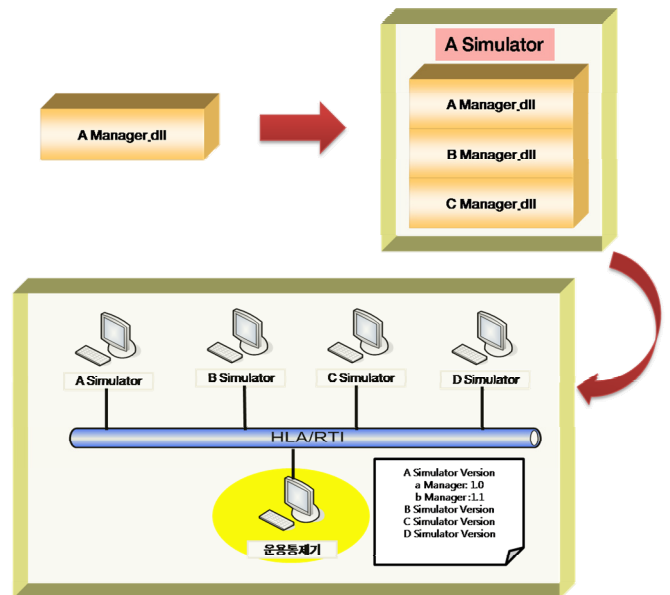 A Manager.dll
A Simulator
A Manager.dll
B Manager.dll
C Manager.dll
A Simulator
B Simulator
C Simulator
D Simulator
HLA/RTI
운용통제기
A Simulator Version
a Manager: 1.0
b Manager :1.1
B Simulator Version
C Simulator Version
D Simulator Version